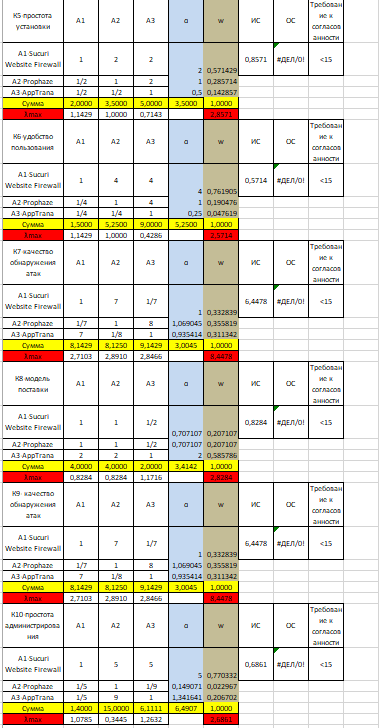 К5-простота установки A1 A2 A3 α w ИС ОС Требование к согласованности
A1 Sucuri Website Firewall 1 2 2 2 0,571429 0,8571 #ДЕЛ/0! <15
A2-Prophaze 1/2 1 2 1 0,285714
A3-AppTrana 1/2 1/2 1 0,5 0,142857
Сумма 2,0000 3,5000 5,0000 3,5000 1,0000
λmax 1,1429 1,0000 0,7143 2,8571
К6 удобство пользования A1 A2 A3 α w ИС ОС Требование к согласованности
A1 Sucuri Website Firewall 1 4 4 4 0,761905 0,5714 #ДЕЛ/0! <15
A2-Prophaze 1/4 1 4 1 0,190476
A3-AppTrana 1/4 1/4 1 0,25 0,047619
Сумма 1,5000 5,2500 9,0000 5,2500 1,0000
λmax 1,1429 1,0000 0,4286 2,5714
К7-качество обнаружения атак A1 A2 A3 α w ИС ОС Требование к согласованности
A1-Sucuri Website Firewall 1 7 1/7 1 0,332839 6,4478 #ДЕЛ/0! <15
A2-Prophaze 1/7 1 8 1,069045 0,355819
A3-AppTrana 7 1/8 1 0,935414 0,311342
Сумма 8,1429 8,1250 9,1429 3,0045 1,0000
λmax 2,7103 2,8910 2,8466 8,4478
К8-модель поставки A1 A2 A3 α w ИС ОС Требование к согласованности
A1-Sucuri Website Firewall 1 1 1/2 0,707107 0,207107 0,8284 #ДЕЛ/0! <15
A2-Prophaze 1 1 1/2 0,707107 0,207107
A3-AppTrana 2 2 1 2 0,585786
Сумма 4,0000 4,0000 2,0000 3,4142 1,0000
λmax 0,8284 0,8284 1,1716 2,8284
К9- качество обнаружения атак A1 A2 A3 α w ИС ОС Требование к согласованности
A1 Sucuri Website Firewall 1 7 1/7 1 0,332839 6,4478 #ДЕЛ/0! <15
A2-Prophaze 1/7 1 8 1,069045 0,355819
A3-AppTrana 7 1/8 1 0,935414 0,311342
Сумма 8,1429 8,1250 9,1429 3,0045 1,0000
λmax 2,7103 2,8910 2,8466 8,4478
К10-простота администрирования A1 A2 A3 α w ИС ОС Требование к согласованности
A1 Sucuri Website Firewall 1 5 5 5 0,770332 0,6861 #ДЕЛ/0! <15
A2-Prophaze 1/5 1 1/9 0,149071 0,022967
A3-AppTrana 1/5 9 1 1,341641 0,206702
Сумма 1,4000 15,0000 6,1111 6,4907 1,0000
λmax 1,0785 0,3445 1,2632 2,6861